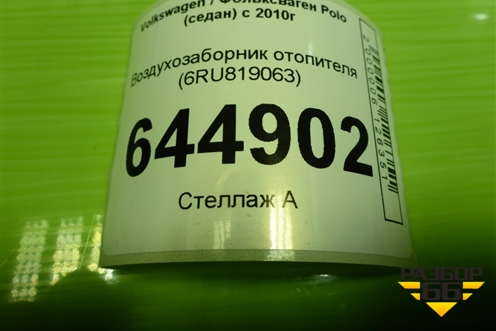 Volkswagen / Фольксваген Polo
(седан) с 2010г
Воздухозаборник отопителя
(6RU819063)
644902
Стеллаж А
РАЗБОР
66